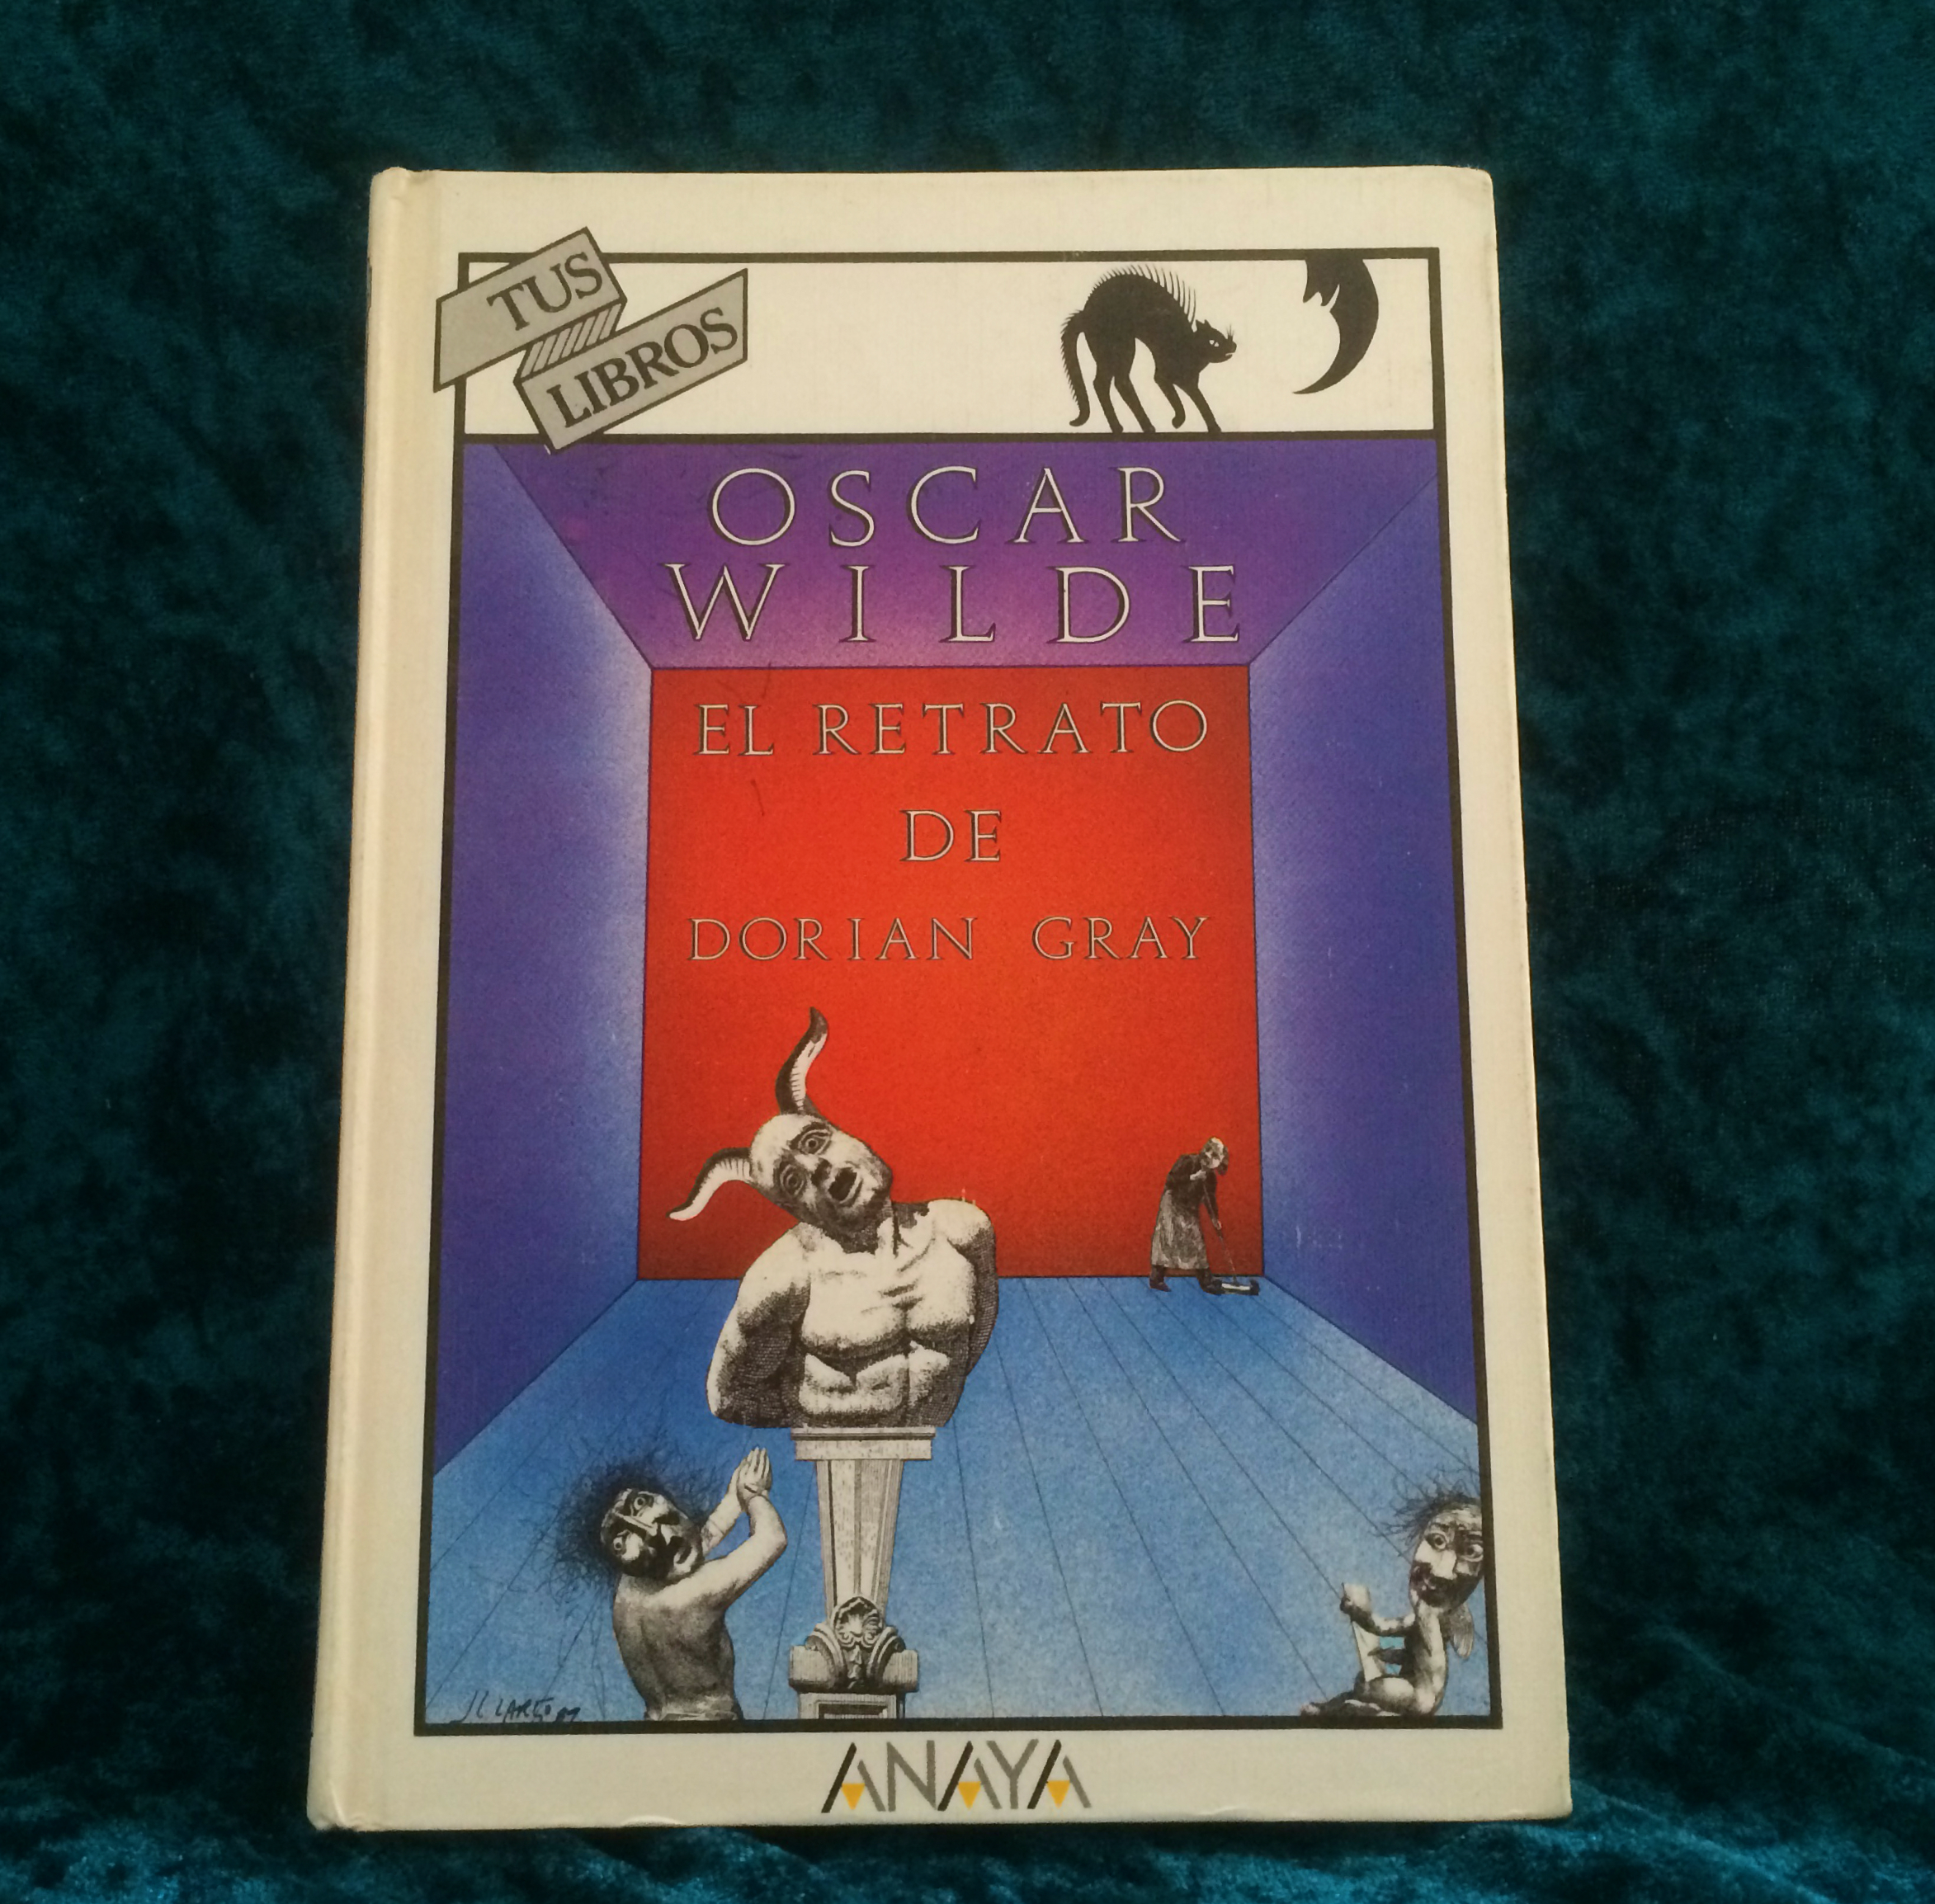 TUS
LIBROS
OSCAR
WILDE
EL RETRATO
DE
DORIAN GRAY
ANAYA